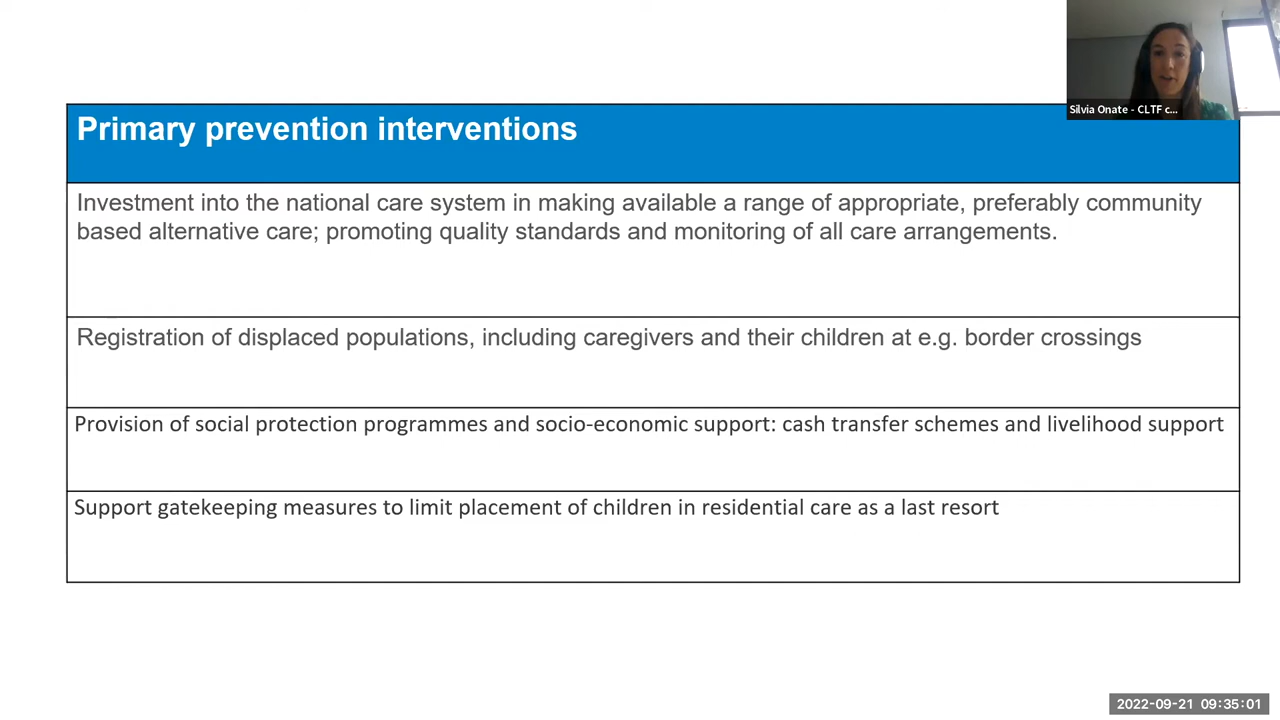 Silvia Onate - CLTF c...
Primary prevention interventions
Investment into the national care system in making available a range of appropriate, preferably community
based alternative care; promoting quality standards and monitoring of all care arrangements.
Registration of displaced populations, including caregivers and their children at e.g. border crossings
Provision of social protection programmes and socio-economic support: cash transfer schemes and livelihood support
Support gatekeeping measures to limit placement of children in residential care as a last resort
2022-09-21 09:35:01